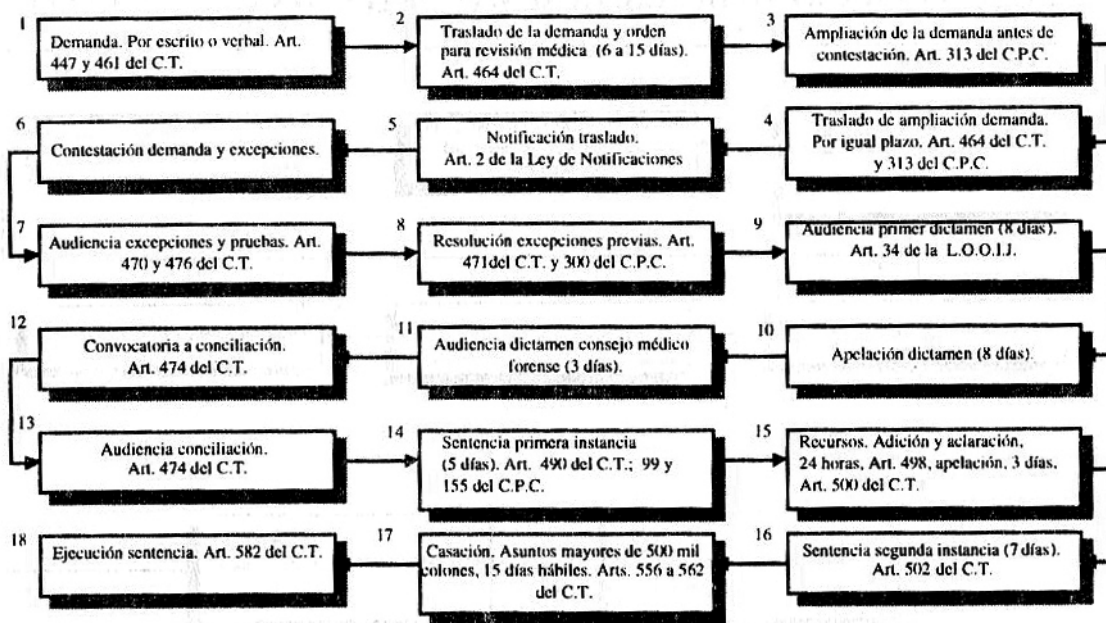 1
Demanda. Por escrito o verbal. Art.
447 y 461 del C.T.
2
Traslado de la demanda y orden
para revisión médica (6 a 15 días).
Art. 464 del C.T.
3
Ampliación de la demanda antes de
contestación. Art. 313 del C.P.C.
4
Traslado de ampliación demanda.
Por igual plazo. Art. 464 del C.T.
y 313 del C.P.C.
5
Notificación traslado.
Art. 2 de la Ley de Notificaciones
6
Contestación demanda y excepciones.
7
Audiencia excepciones y pruebas. Art.
470 y 476 del C.T.
8
Resolución excepciones previas. Art.
471del C.T. y 300 del C.P.C.
9
Audiencia primer dictamen (8 días).
Art. 34 de la L.O.O.I.J.
10
Apelación dictamen (8 días).
11
Audiencia dictamen consejo médico
forense (3 días).
12
Convocatoria a conciliación.
Art. 474 del C.T.
13
Audiencia conciliación.
Art. 474 del C.T.
14
Sentencia primera instancia
(5 días). Art. 490 del C.T.; 99 y
155 del C.P.C.
15
Recursos. Adición y aclaración,
24 horas, Art. 498, apelación, 3 días.
Art. 500 del C.T.
16
Sentencia segunda instancia (7 días).
Art. 502 C.T.
17
Casación. Asuntos mayores de 500 mil
colones, 15 días hábiles. Arts. 556 a 562
del C.T.
18
Ejecución sentencia. Art. 582 del C.T.